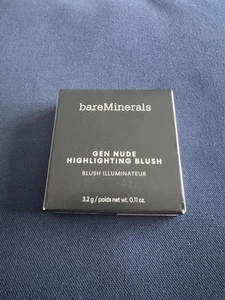 bareMinerals
GEN NUDE
HIGHLIGHTING BLUSH
BLUSH ILLUMINATEUR
3.2 g / poids net wt. 0.11 oz.